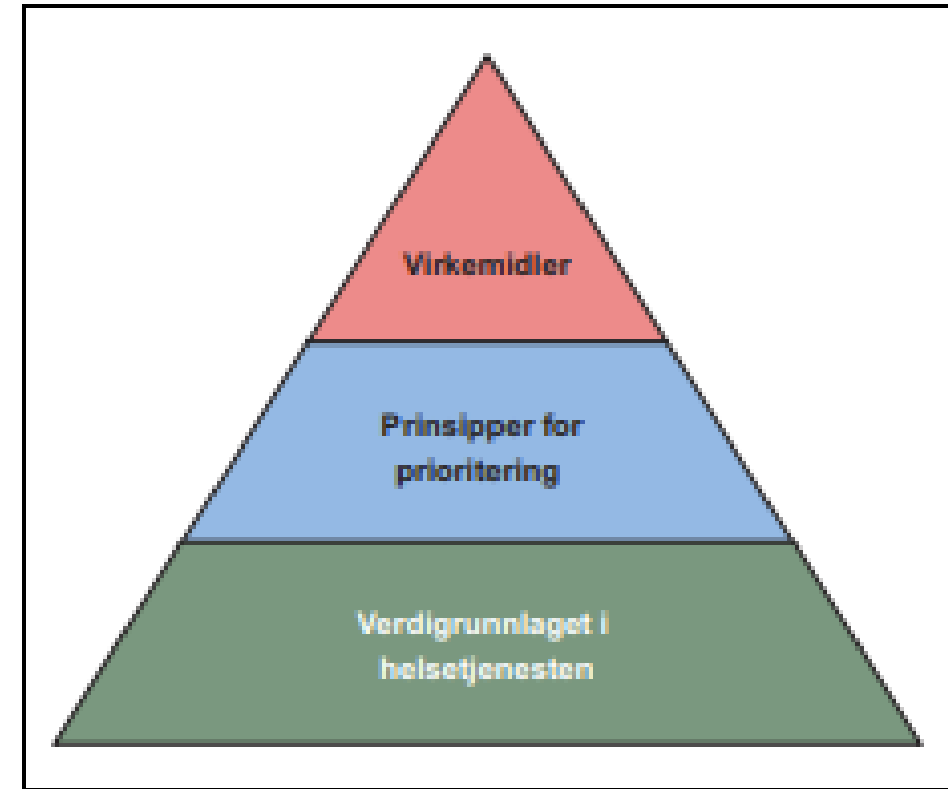 Virkemidler
Prinsipper for
prioritering
Verdigrunnlaget i
helsetjenesten